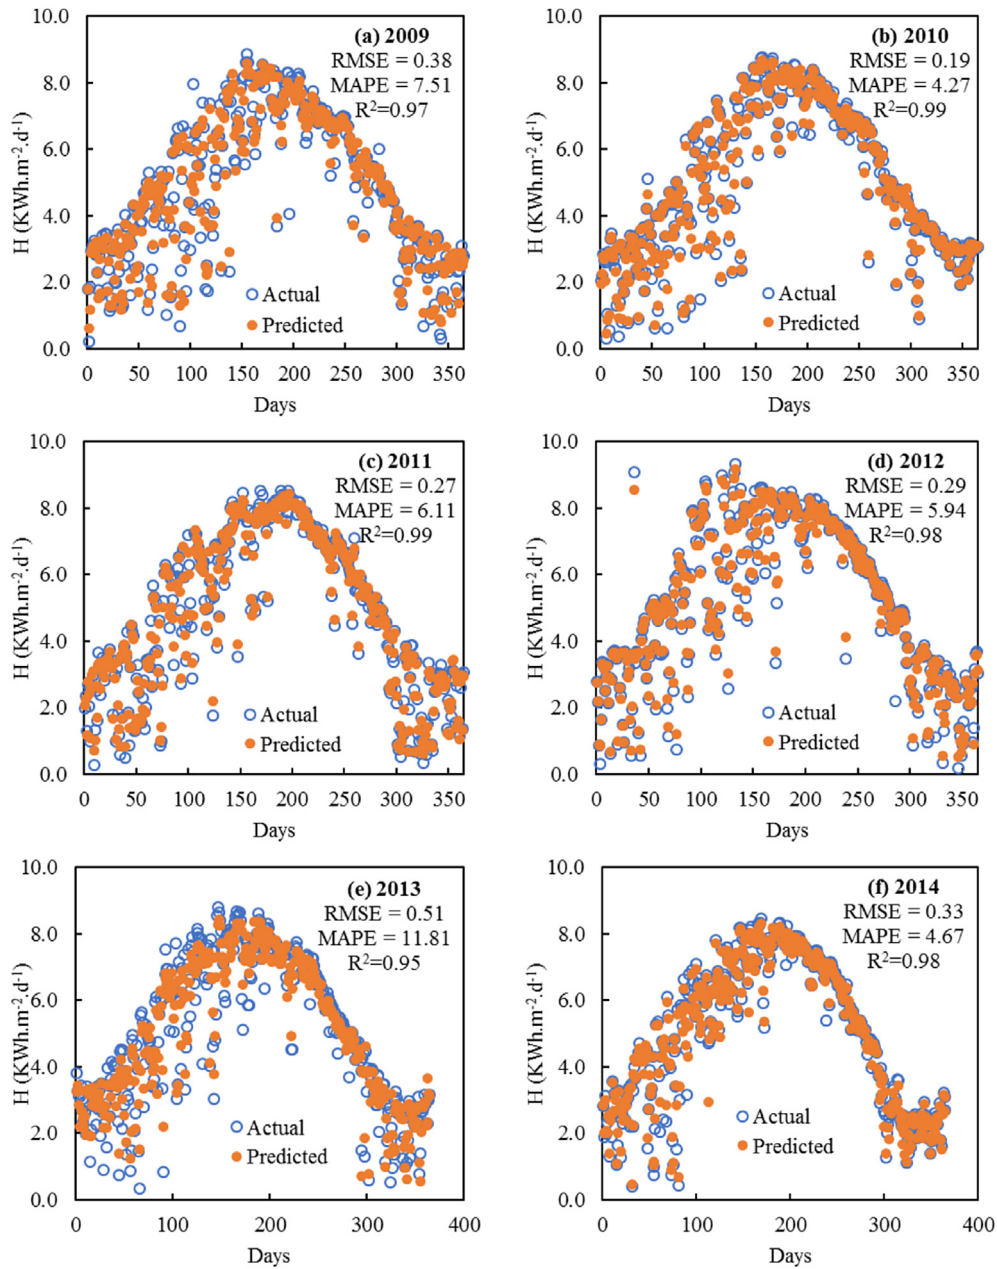 (a) 2009
RMSE = 0.38
MAPE = 7.51
R²=0.97
10.0
8.0
6.0
4.0
2.0
0.0
H (KWh.m⁻².d⁻¹)
Actual
Predicted
0 50 100 150 200 250 300 350
Days
(b) 2010
RMSE = 0.19
MAPE = 4.27
R²=0.99
10.0
8.0
6.0
4.0
2.0
0.0
H (KWh.m⁻².d⁻¹)
Actual
Predicted
0 50 100 150 200 250 300 350
Days
(c) 2011
RMSE = 0.27
MAPE = 6.11
R²=0.99
10.0
8.0
6.0
4.0
2.0
0.0
H (KWh.m⁻².d⁻¹)
Actual
Predicted
0 50 100 150 200 250 300 350
Days
(d) 2012
RMSE = 0.29
MAPE = 5.94
R²=0.98
10.0
8.0
6.0
4.0
2.0
0.0
H (KWh.m⁻².d⁻¹)
Actual
Predicted
0 50 100 150 200 250 300 350
Days
(e) 2013
RMSE = 0.51
MAPE = 11.81
R²=0.95
10.0
8.0
6.0
4.0
2.0
0.0
H (KWh.m⁻².d⁻¹)
Actual
Predicted
0 100 200 300 400
Days
(f) 2014
RMSE = 0.33
MAPE = 4.67
R²=0.98
10.0
8.0
6.0
4.0
2.0
0.0
H (KWh.m⁻².d⁻¹)
Actual
Predicted
0 100 200 300 400
Days